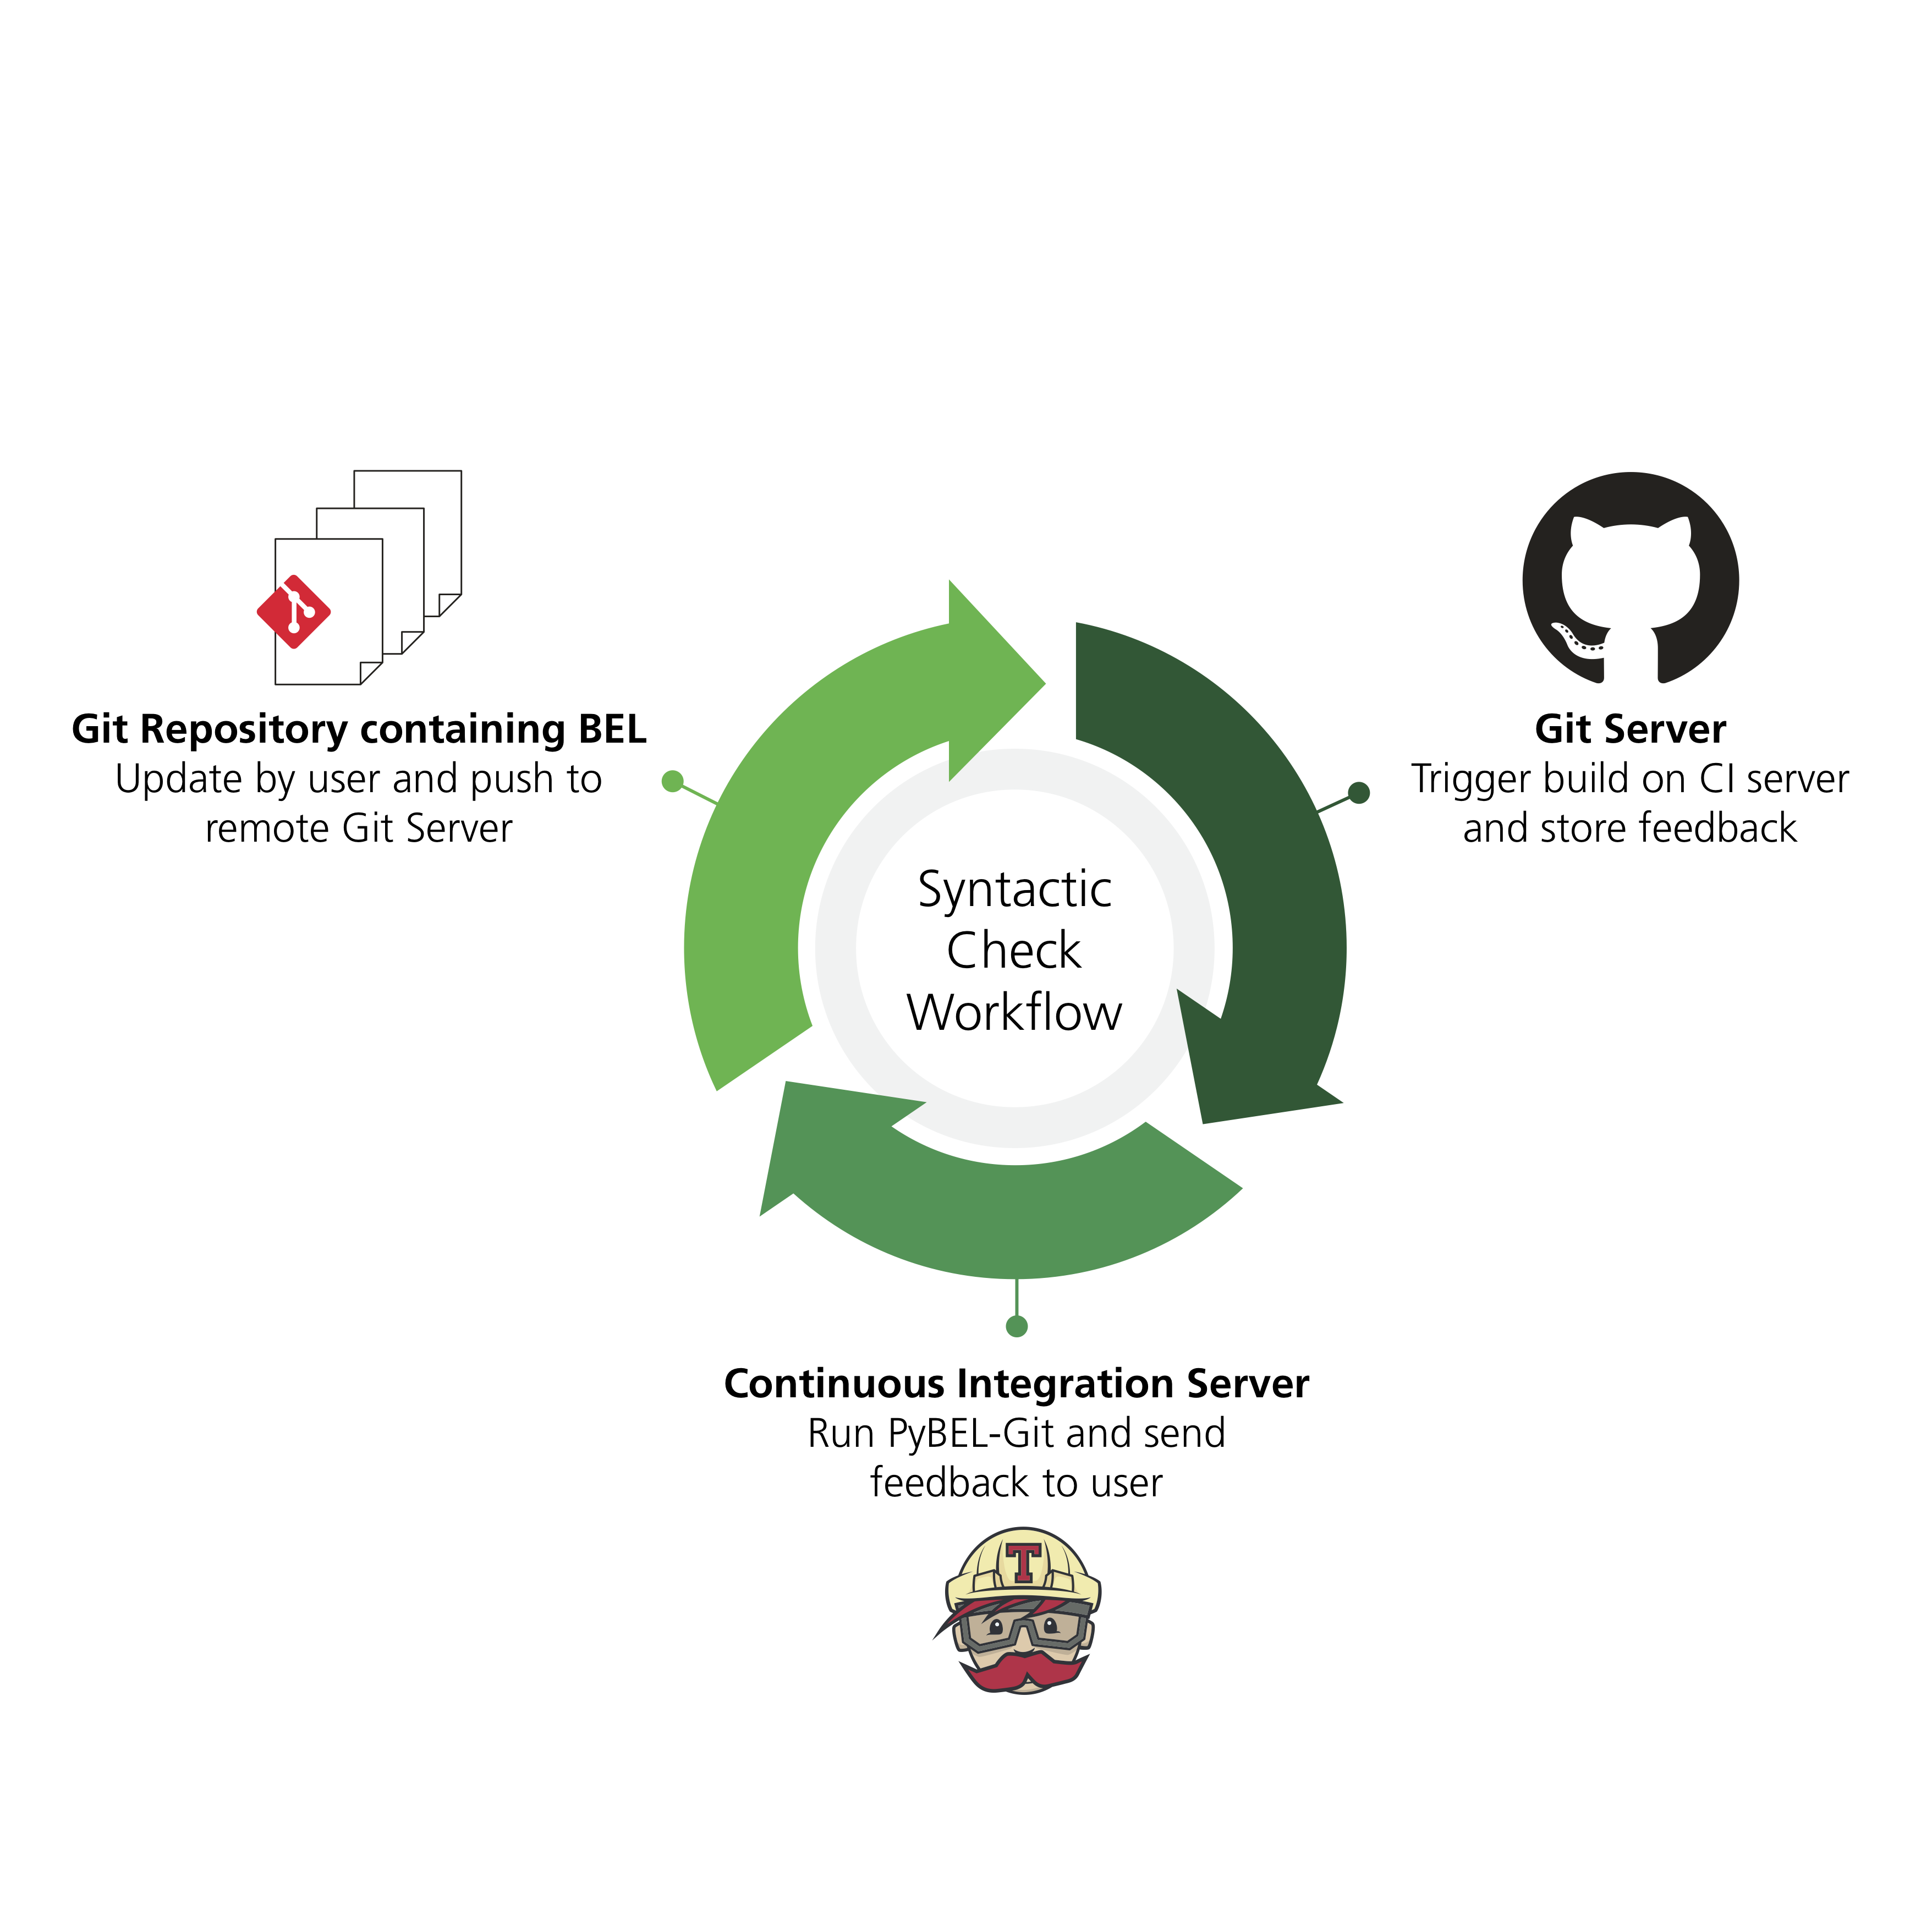 Git Repository containing BEL
Update by user and push to
remote Git Server
Git Server
Trigger build on CI server
and store feedback
Syntactic
Check
Workflow
Continuous Integration Server
Run PyBEL-Git and send
feedback to user
T